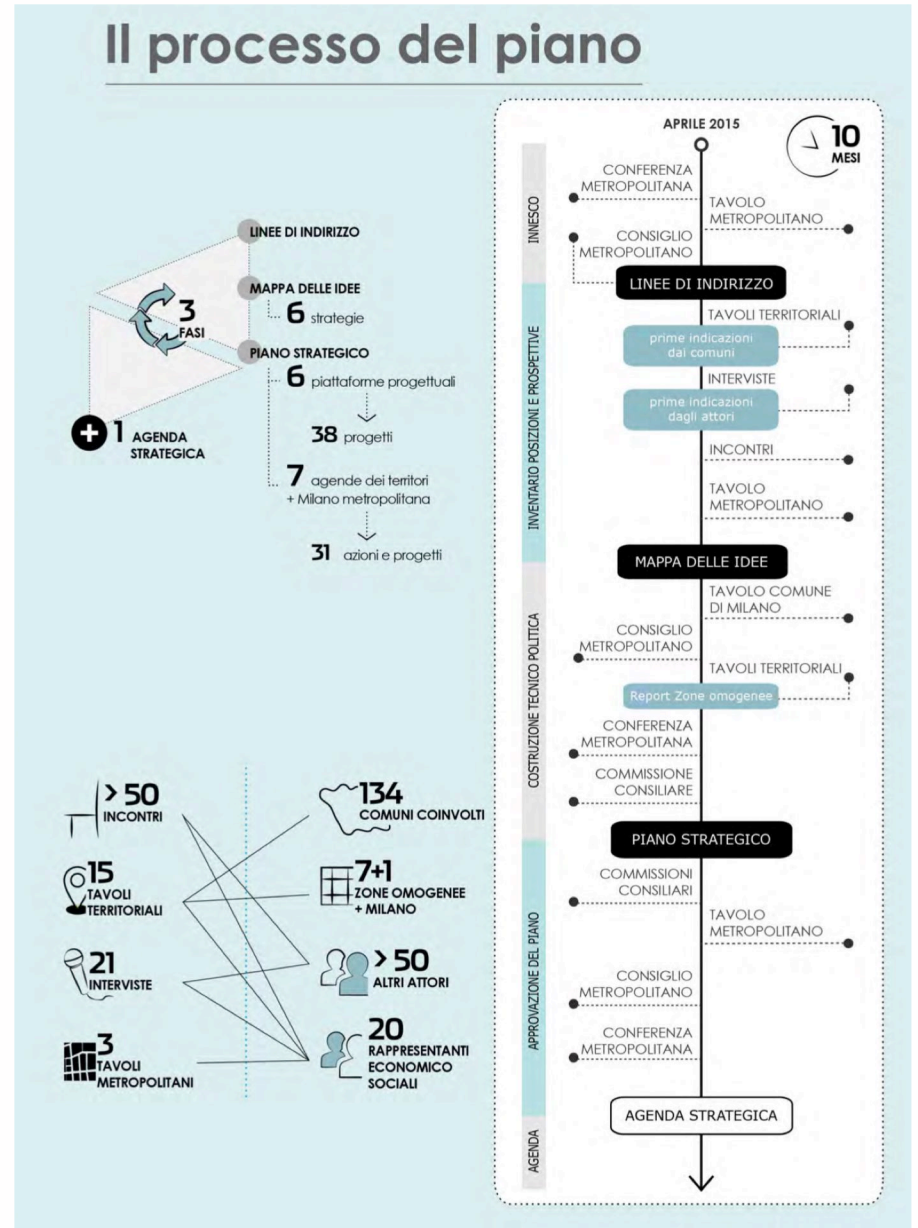 Il processo del piano
LINEE DI INDIRIZZO
MAPPA DELLE IDEE
6 strategie
3
FASI
PIANO STRATEGICO
6 piattaforme progettuali
38 progetti
7 agende dei territori
+ Milano metropolitana
31 azioni e progetti
+ 1 AGENDA
STRATEGICA
> 50
INCONTRI
15
TAVOLI
TERRITORIALI
21
INTERVISTE
3
TAVOLI
METROPOLITANI
134
COMUNI COINVOLTI
7+1
ZONE OMOGENEE
+ MILANO
> 50
ALTRI ATTORI
20
RAPPRESENTANTI
ECONOMICO
SOCIALI
APRILE 2015
10
MESI
INNESCO
CONFERENZA
METROPOLITANA
TAVOLO
METROPOLITANO
CONSIGLIO
METROPOLITANO
LINEE DI INDIRIZZO
INVENTARIO POSIZIONI E PROSPETTIVE
TAVOLI TERRITORIALI
prime indicazioni
dai comuni
INTERVISTE
prime indicazioni
dagli attori
INCONTRI
TAVOLO
METROPOLITANO
MAPPA DELLE IDEE
COSTRUZIONE TECNICO POLITICA
TAVOLO COMUNE
DI MILANO
CONSIGLIO
METROPOLITANO
TAVOLI TERRITORIALI
Report Zone omogenee
CONFERENZA
METROPOLITANA
COMMISSIONE
CONSILIARE
PIANO STRATEGICO
APPROVAZIONE DEL PIANO
COMMISSIONI
CONSILIARI
TAVOLO
METROPOLITANO
CONSIGLIO
METROPOLITANO
CONFERENZA
METROPOLITANA
AGENDA STRATEGICA
AGENDA